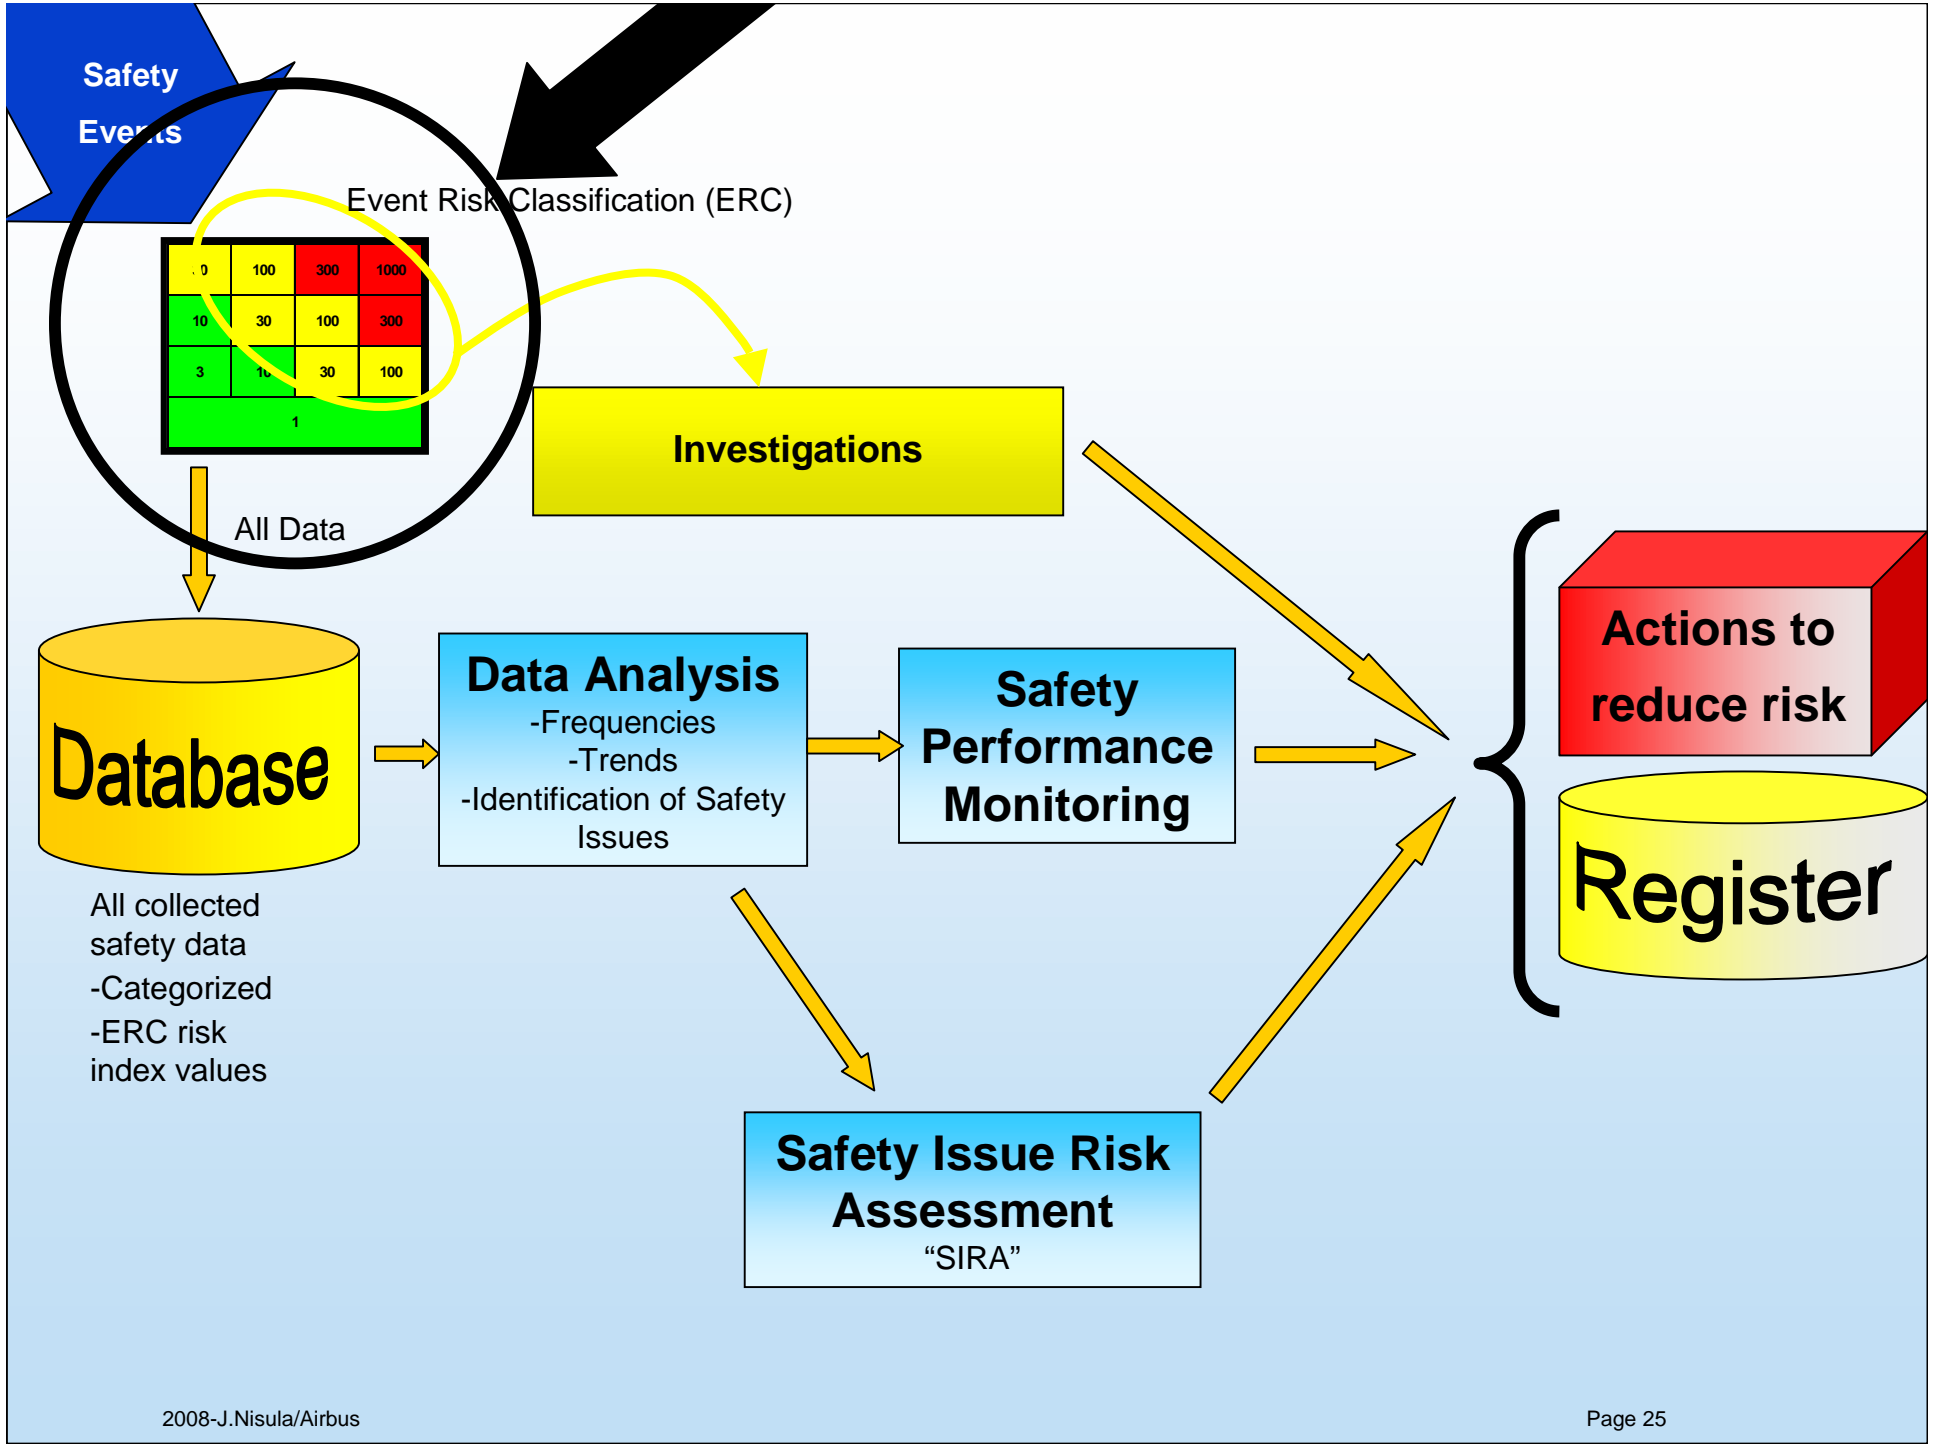 Safety
Events
Event Risk Classification (ERC)
100 300 1000
10 30 100 300
3 10 30 100
1
Investigations
All Data
Actions to
reduce risk
Database
Data Analysis
-Frequencies
-Trends
-Identification of Safety
Issues
Safety
Performance
Monitoring
Register
All collected
safety data
-Categorized
-ERC risk
index values
Safety Issue Risk
Assessment
“SIRA”
2008-J.Nisula/Airbus
Page 25